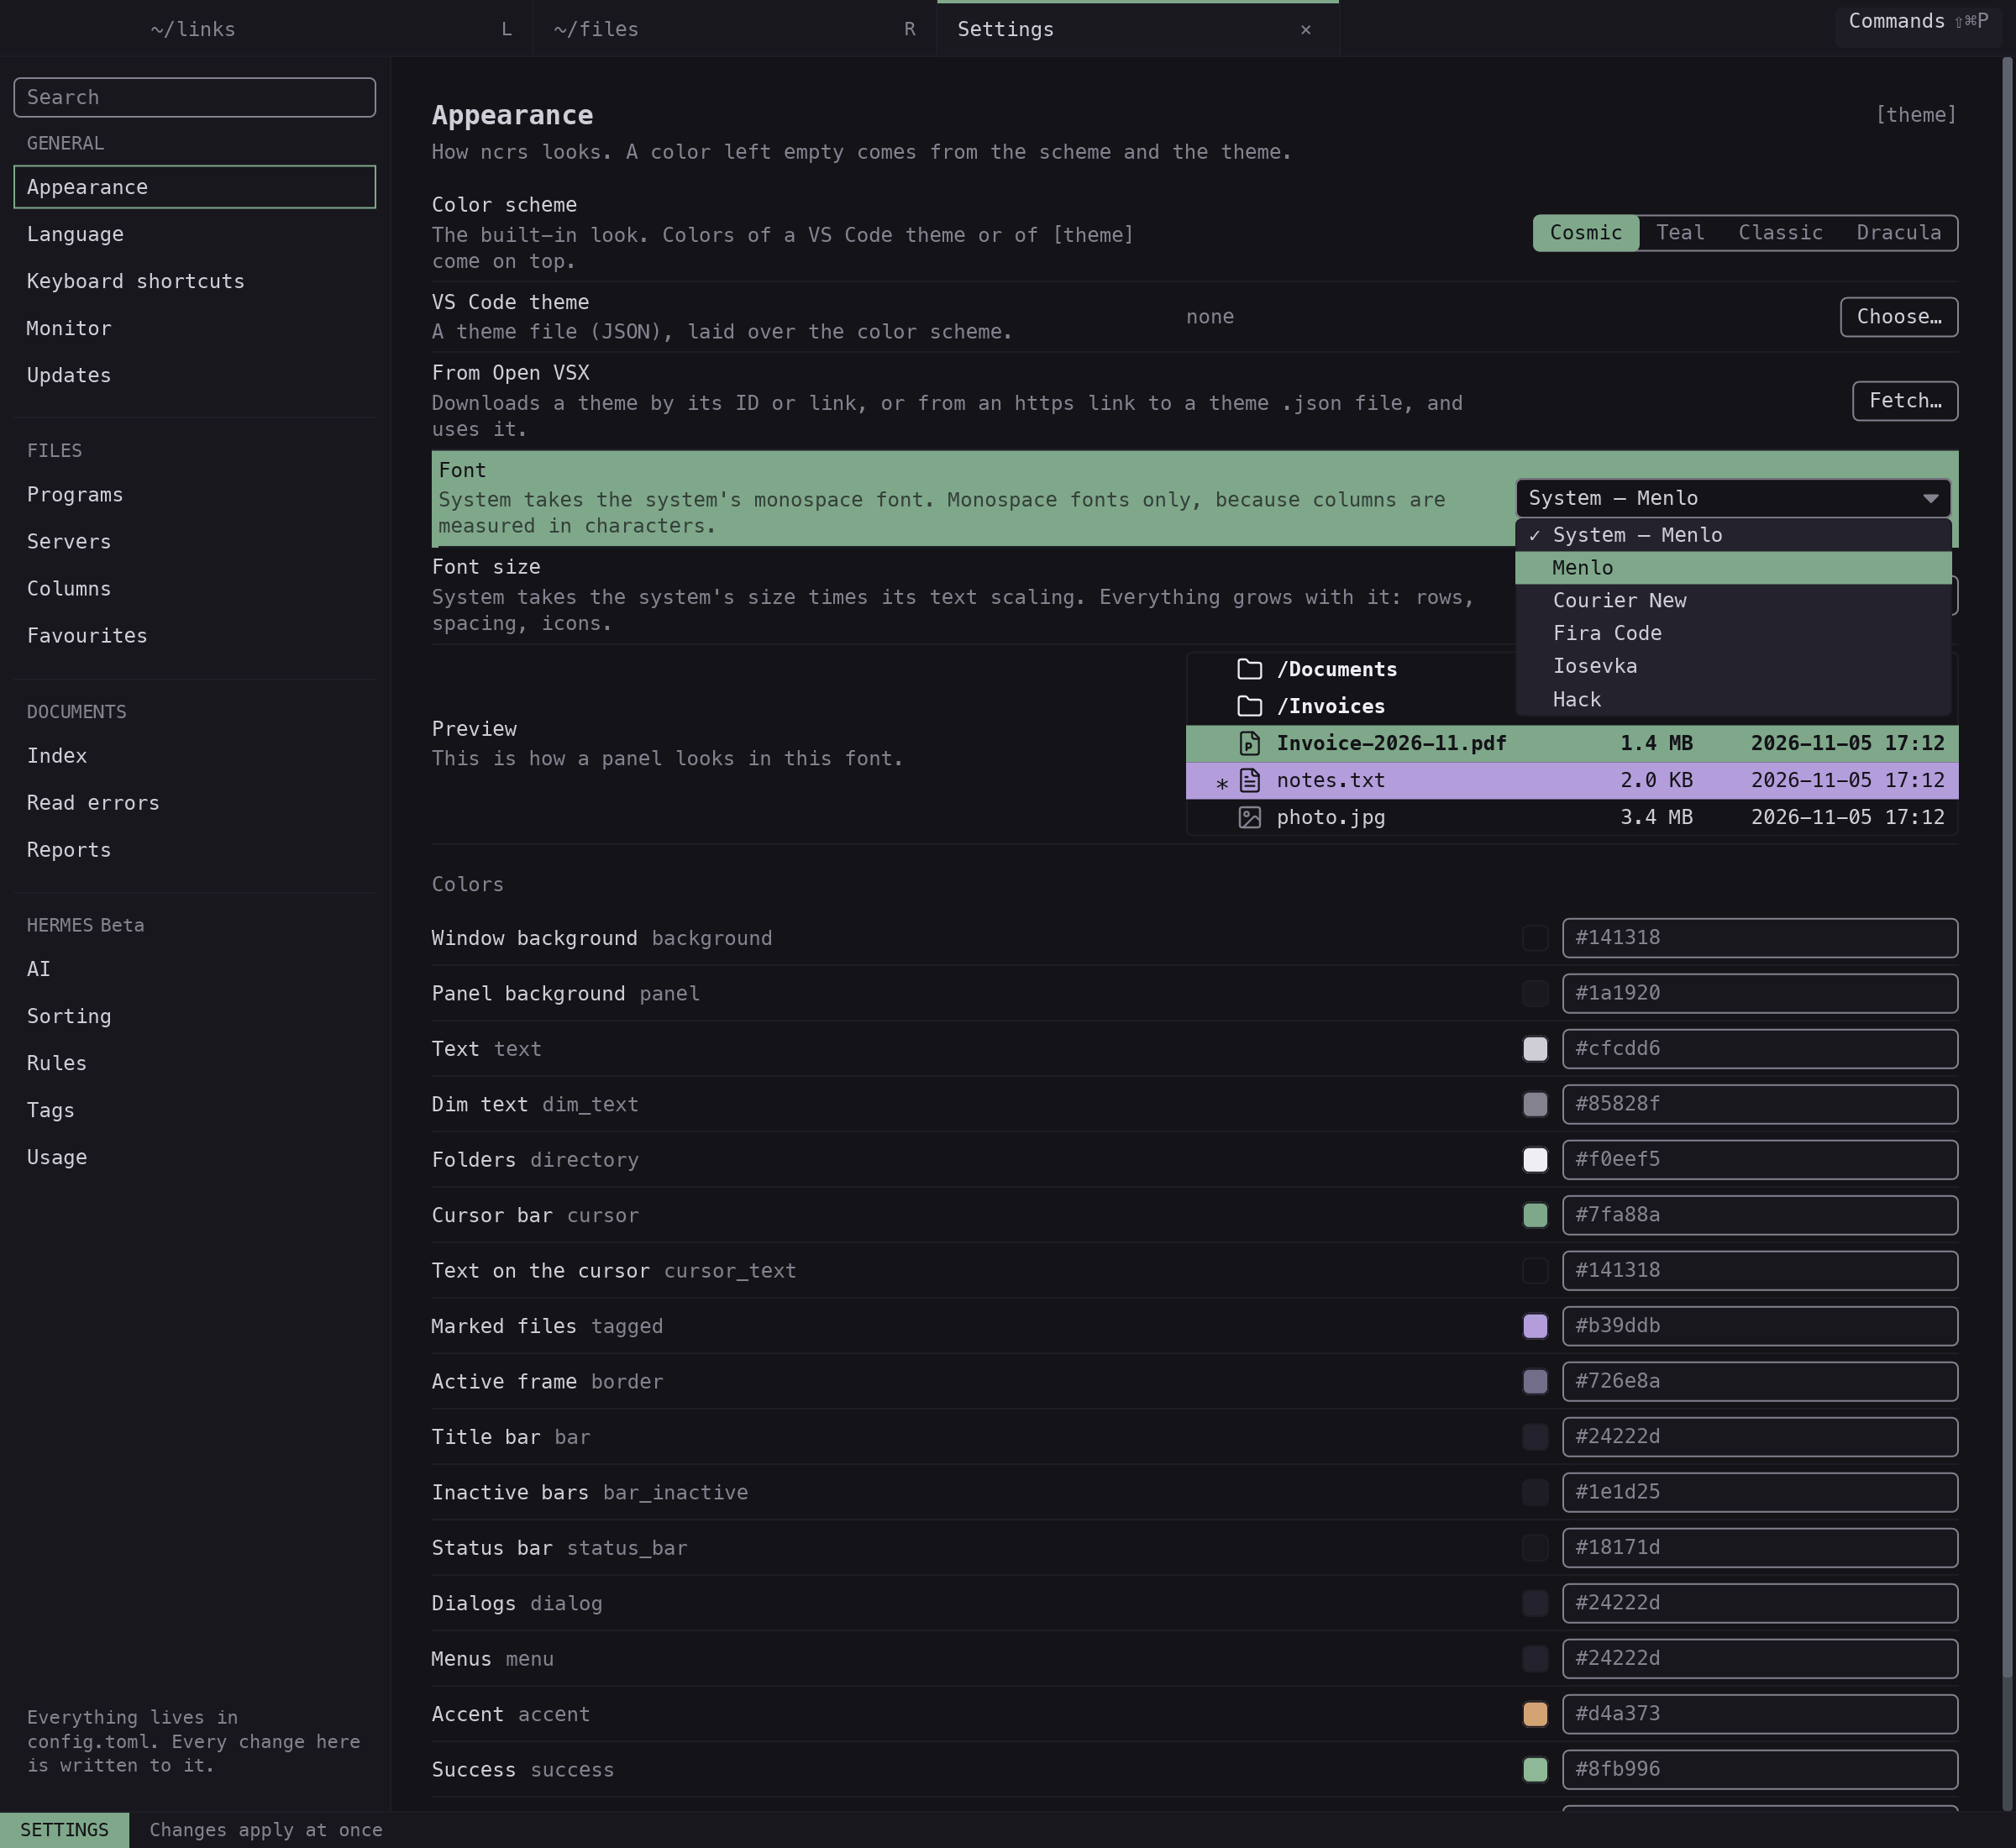 ~/links L ~/files R Settings × Commands ⇧⌘P
Search
GENERAL
Appearance
Language
Keyboard shortcuts
Monitor
Updates
FILES
Programs
Servers
Columns
Favourites
DOCUMENTS
Index
Read errors
Reports
HERMES Beta
AI
Sorting
Rules
Tags
Usage
Everything lives in
config.toml. Every change here
is written to it.
Appearance [theme]
How ncrs looks. A color left empty comes from the scheme and the theme.
Color scheme
The built-in look. Colors of a VS Code theme or of [theme]
come on top.
Cosmic Teal Classic Dracula
VS Code theme
A theme file (JSON), laid over the color scheme.
none Choose…
From Open VSX
Downloads a theme by its ID or link, or from an https link to a theme .json file, and
uses it.
Fetch…
Font
System takes the system's monospace font. Monospace fonts only, because columns are
measured in characters.
System — Menlo
✓ System — Menlo
Menlo
Courier New
Fira Code
Iosevka
Hack
Font size
System takes the system's size times its text scaling. Everything grows with it: rows,
spacing, icons.
Preview
This is how a panel looks in this font.
/Documents
/Invoices
Invoice-2026-11.pdf 1.4 MB 2026-11-05 17:12
* notes.txt 2.0 KB 2026-11-05 17:12
photo.jpg 3.4 MB 2026-11-05 17:12
Colors
Window background background #141318
Panel background panel #1a1920
Text text #cfcdd6
Dim text dim_text #85828f
Folders directory #f0eef5
Cursor bar cursor #7fa88a
Text on the cursor cursor_text #141318
Marked files tagged #b39ddb
Active frame border #726e8a
Title bar bar #24222d
Inactive bars bar_inactive #1e1d25
Status bar status_bar #18171d
Dialogs dialog #24222d
Menus menu #24222d
Accent accent #d4a373
Success success #8fb996
SETTINGS Changes apply at once